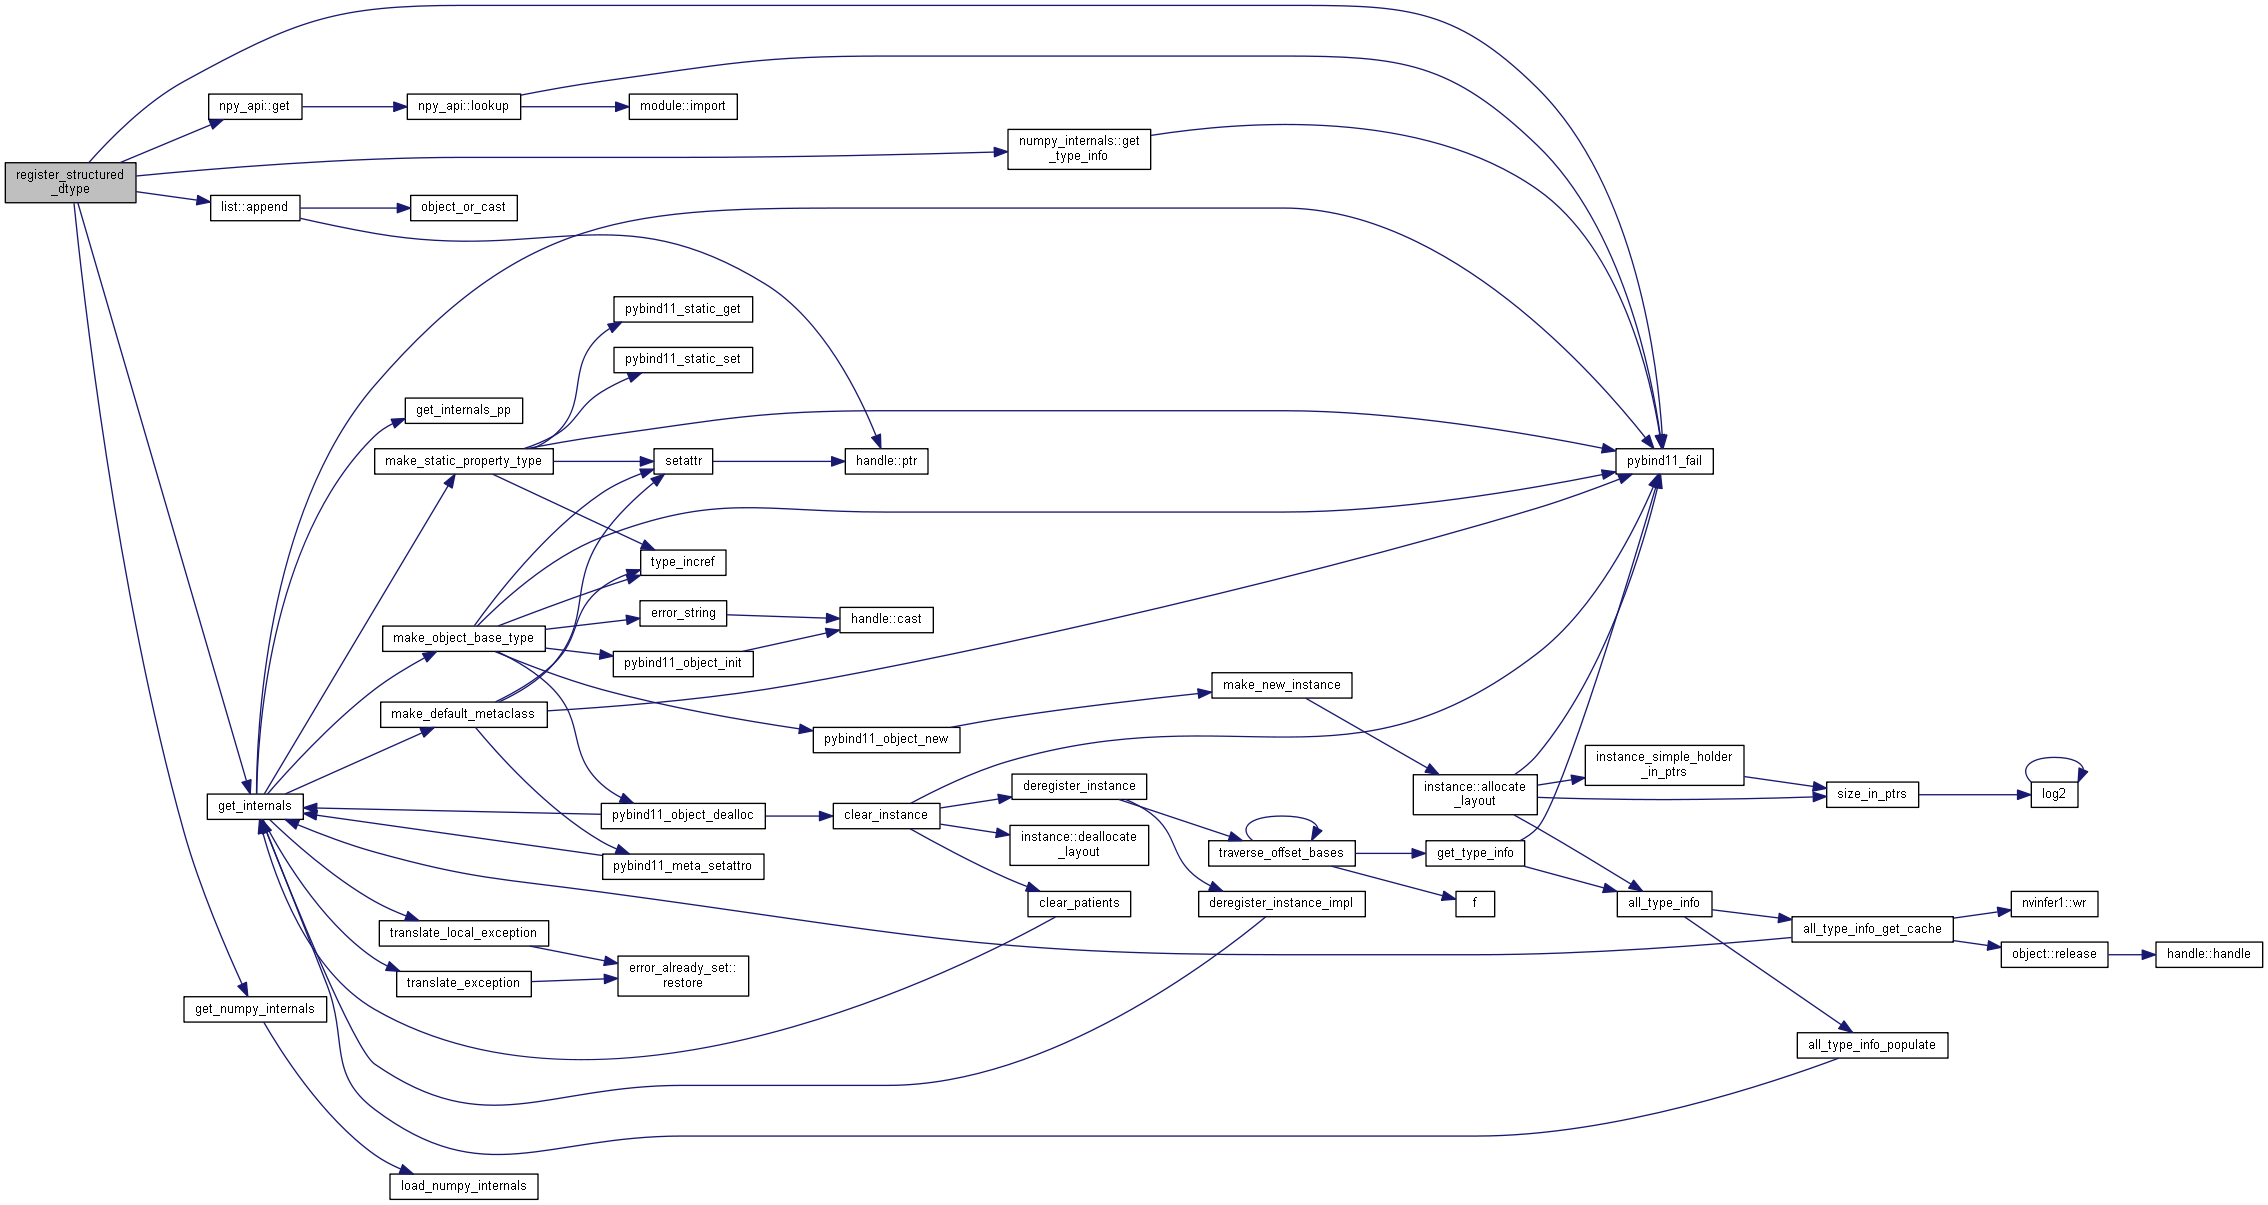 register_structured
_dtype
npy_api::get
npy_api::lookup
module::import
numpy_internals::get
_type_info
list::append
object_or_cast
pybind11_static_get
pybind11_static_set
get_internals_pp
make_static_property_type
setattr
handle::ptr
pybind11_fail
type_incref
error_string
handle::cast
make_object_base_type
pybind11_object_init
make_new_instance
make_default_metaclass
pybind11_object_new
instance_simple_holder
_in_ptrs
instance::allocate
_layout
size_in_ptrs
log2
get_internals
pybind11_object_dealloc
clear_instance
deregister_instance
instance::deallocate
_layout
traverse_offset_bases
get_type_info
pybind11_meta_setattro
clear_patients
deregister_instance_impl
f
all_type_info
nvinfer1::wr
translate_local_exception
all_type_info_get_cache
object::release
handle::handle
translate_exception
error_already_set::
restore
get_numpy_internals
all_type_info_populate
load_numpy_internals